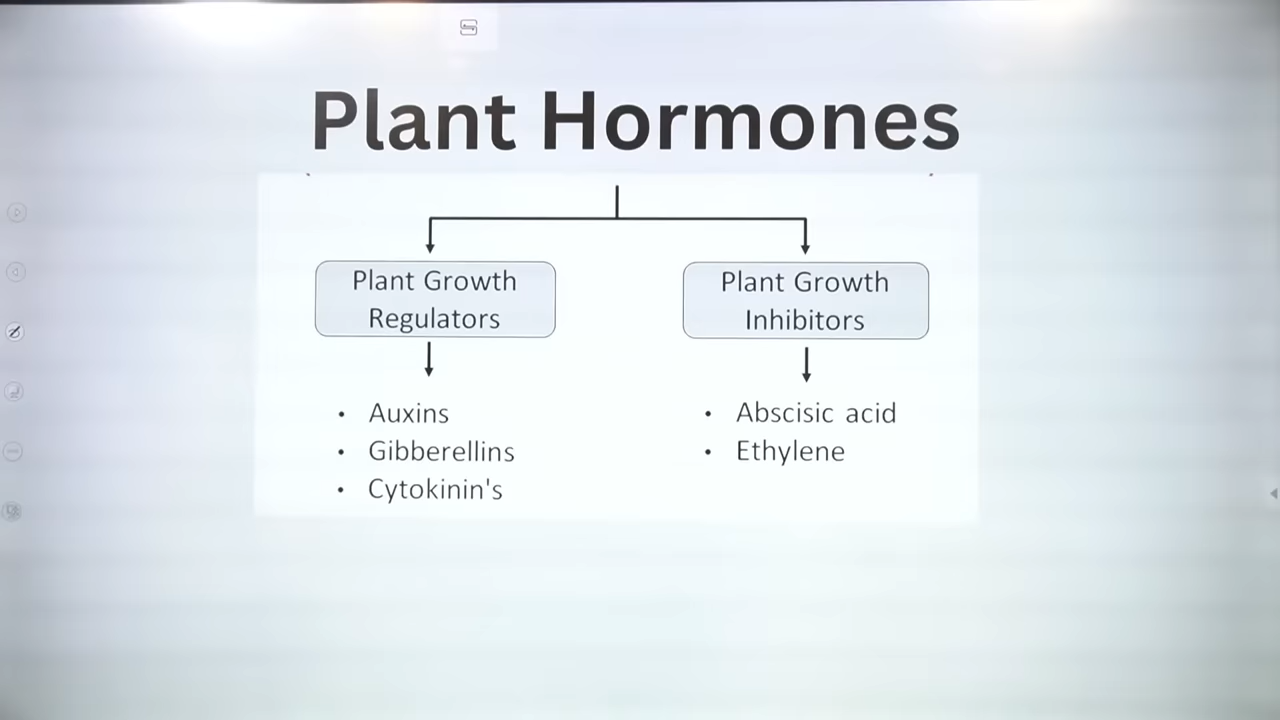 Plant Hormones
Plant Growth
Regulators
Plant Growth
Inhibitors
• Auxins
• Gibberellins
• Cytokinin's
• Abscisic acid
• Ethylene